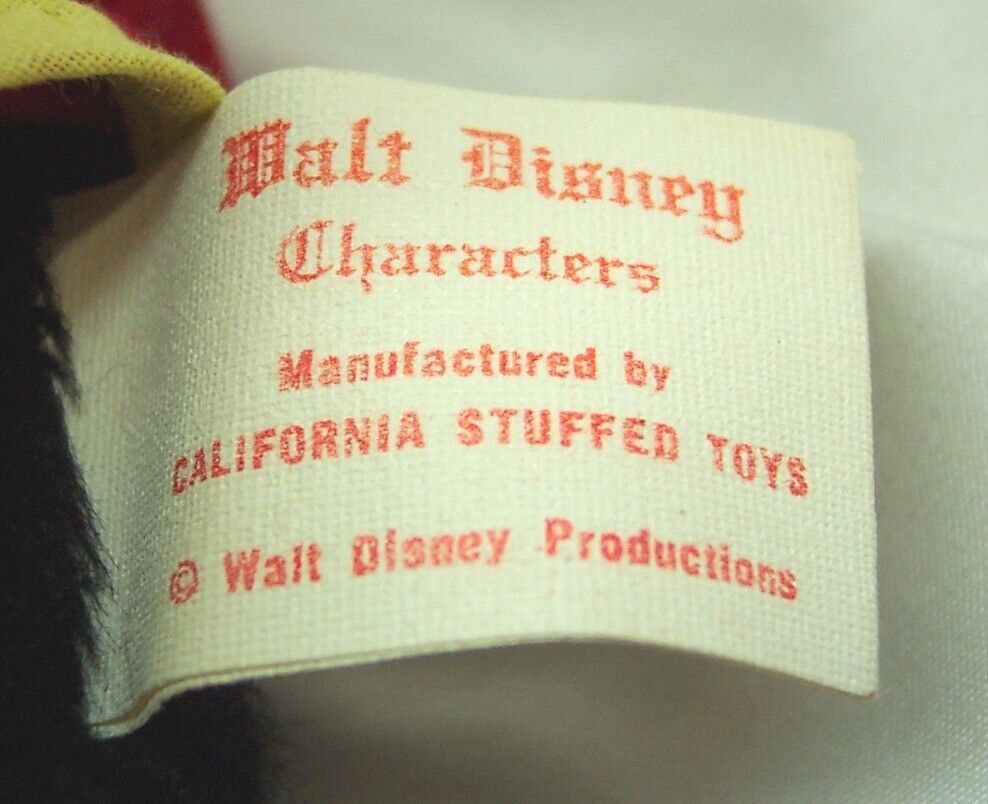 Walt Disney
Characters
Manufactured by
CALIFORNIA STUFFED TOYS
© Walt Disney Productions